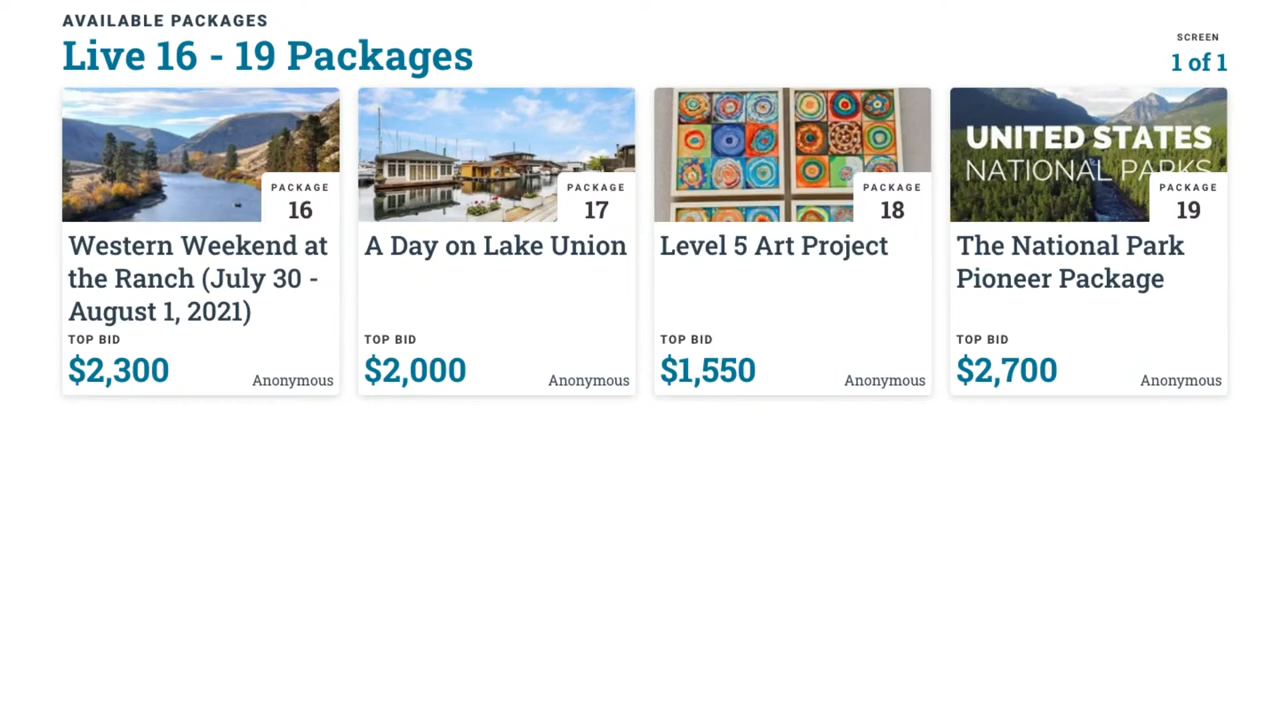 AVAILABLE PACKAGES
Live 16 - 19 Packages
SCREEN
1 of 1
PACKAGE
16
Western Weekend at
the Ranch (July 30 -
August 1, 2021)
TOP BID
$2,300
Anonymous
PACKAGE
17
A Day on Lake Union
TOP BID
$2,000
Anonymous
PACKAGE
18
Level 5 Art Project
TOP BID
$1,550
Anonymous
UNITED STATES
NATIONAL PARKS
PACKAGE
19
The National Park
Pioneer Package
TOP BID
$2,700
Anonymous